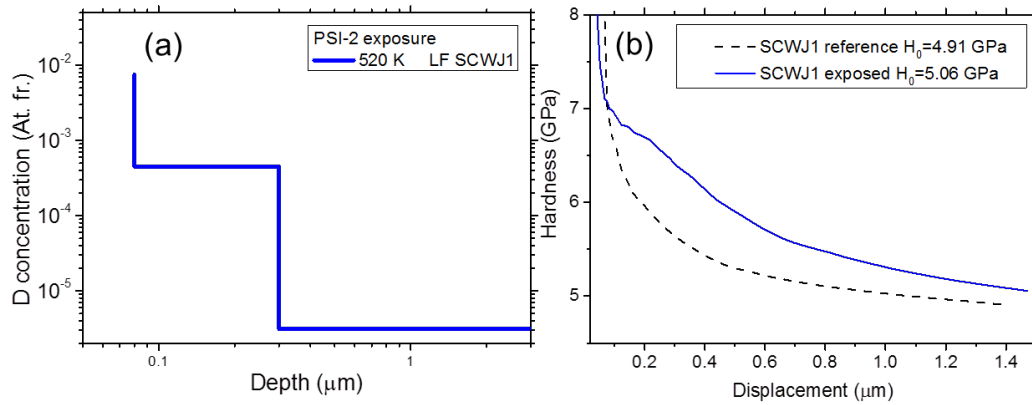 (a)
PSI-2 exposure
520 K LF SCWJ1
10⁻²
10⁻³
10⁻⁴
10⁻⁵
D concentration (At. fr.)
0.1
1
Depth (μm)
(b)
SCWJ1 reference H₀=4.91 GPa
SCWJ1 exposed H₀=5.06 GPa
8
7
6
5
Hardness (GPa)
0.2
0.4
0.6
0.8
1.0
1.2
1.4
Displacement (μm)